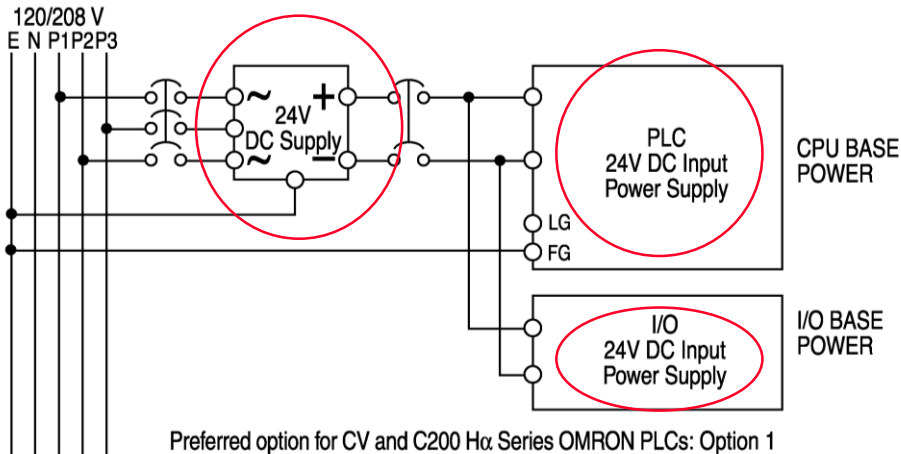 120/208 V
E N P1P2P3
~ +
24V
DC Supply
~ –
PLC
24V DC Input
Power Supply
CPU BASE
POWER
LG
FG
I/O
24V DC Input
Power Supply
I/O BASE
POWER
Preferred option for CV and C200 Hα Series OMRON PLCs: Option 1